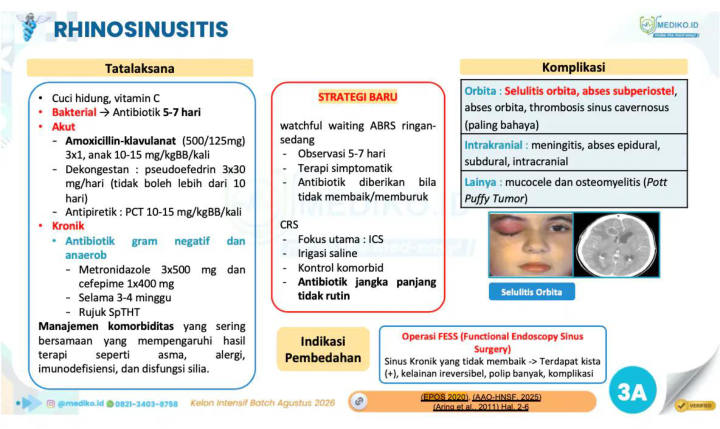 RHINOSINUSITIS
MEDIKO.ID
Tatalaksana
• Cuci hidung, vitamin C
• Bakterial → Antibiotik 5-7 hari
• Akut
- Amoxicillin-klavulanat (500/125mg)
3x1, anak 10-15 mg/kgBB/kali
- Dekongestan : pseudoefedrin 3x30
mg/hari (tidak boleh lebih dari 10
hari)
- Antipiretik : PCT 10-15 mg/kgBB/kali
• Kronik
• Antibiotik gram negatif dan
anaerob
- Metronidazole 3x500 mg dan
cefepime 1x400 mg
- Selama 3-4 minggu
- Rujuk SpTHT
Manajemen komorbiditas yang sering
bersamaan yang mempengaruhi hasil
terapi seperti asma, alergi,
imunodefisiensi, dan disfungsi silia.
STRATEGI BARU
watchful waiting ABRS ringan-
sedang
- Observasi 5-7 hari
- Terapi simptomatik
- Antibiotik diberikan bila
tidak membaik/memburuk
CRS
- Fokus utama : ICS
- Irigasi saline
- Kontrol komorbid
- Antibiotik jangka panjang
tidak rutin
Komplikasi
Orbita : Selulitis orbita, abses subperiostel,
abses orbita, thrombosis sinus cavernosus
(paling bahaya)
Intrakranial : meningitis, abses epidural,
subdural, intracranial
Lainya : mucocele dan osteomyelitis (Pott
Puffy Tumor)
Selulitis Orbita
Indikasi
Pembedahan
Operasi FESS (Functional Endoscopy Sinus
Surgery)
Sinus Kronik yang tidak membaik -> Terdapat kista
(+), kelainan ireversibel, polip banyak, komplikasi
3A
@mediko.id 0821-3403-8758 Kelon Intensif Batch Agustus 2026
(EPOS 2020), (AAO-HNSF, 2025)
(Aring et al., 2011) Hal. 2-6
VERIFIED